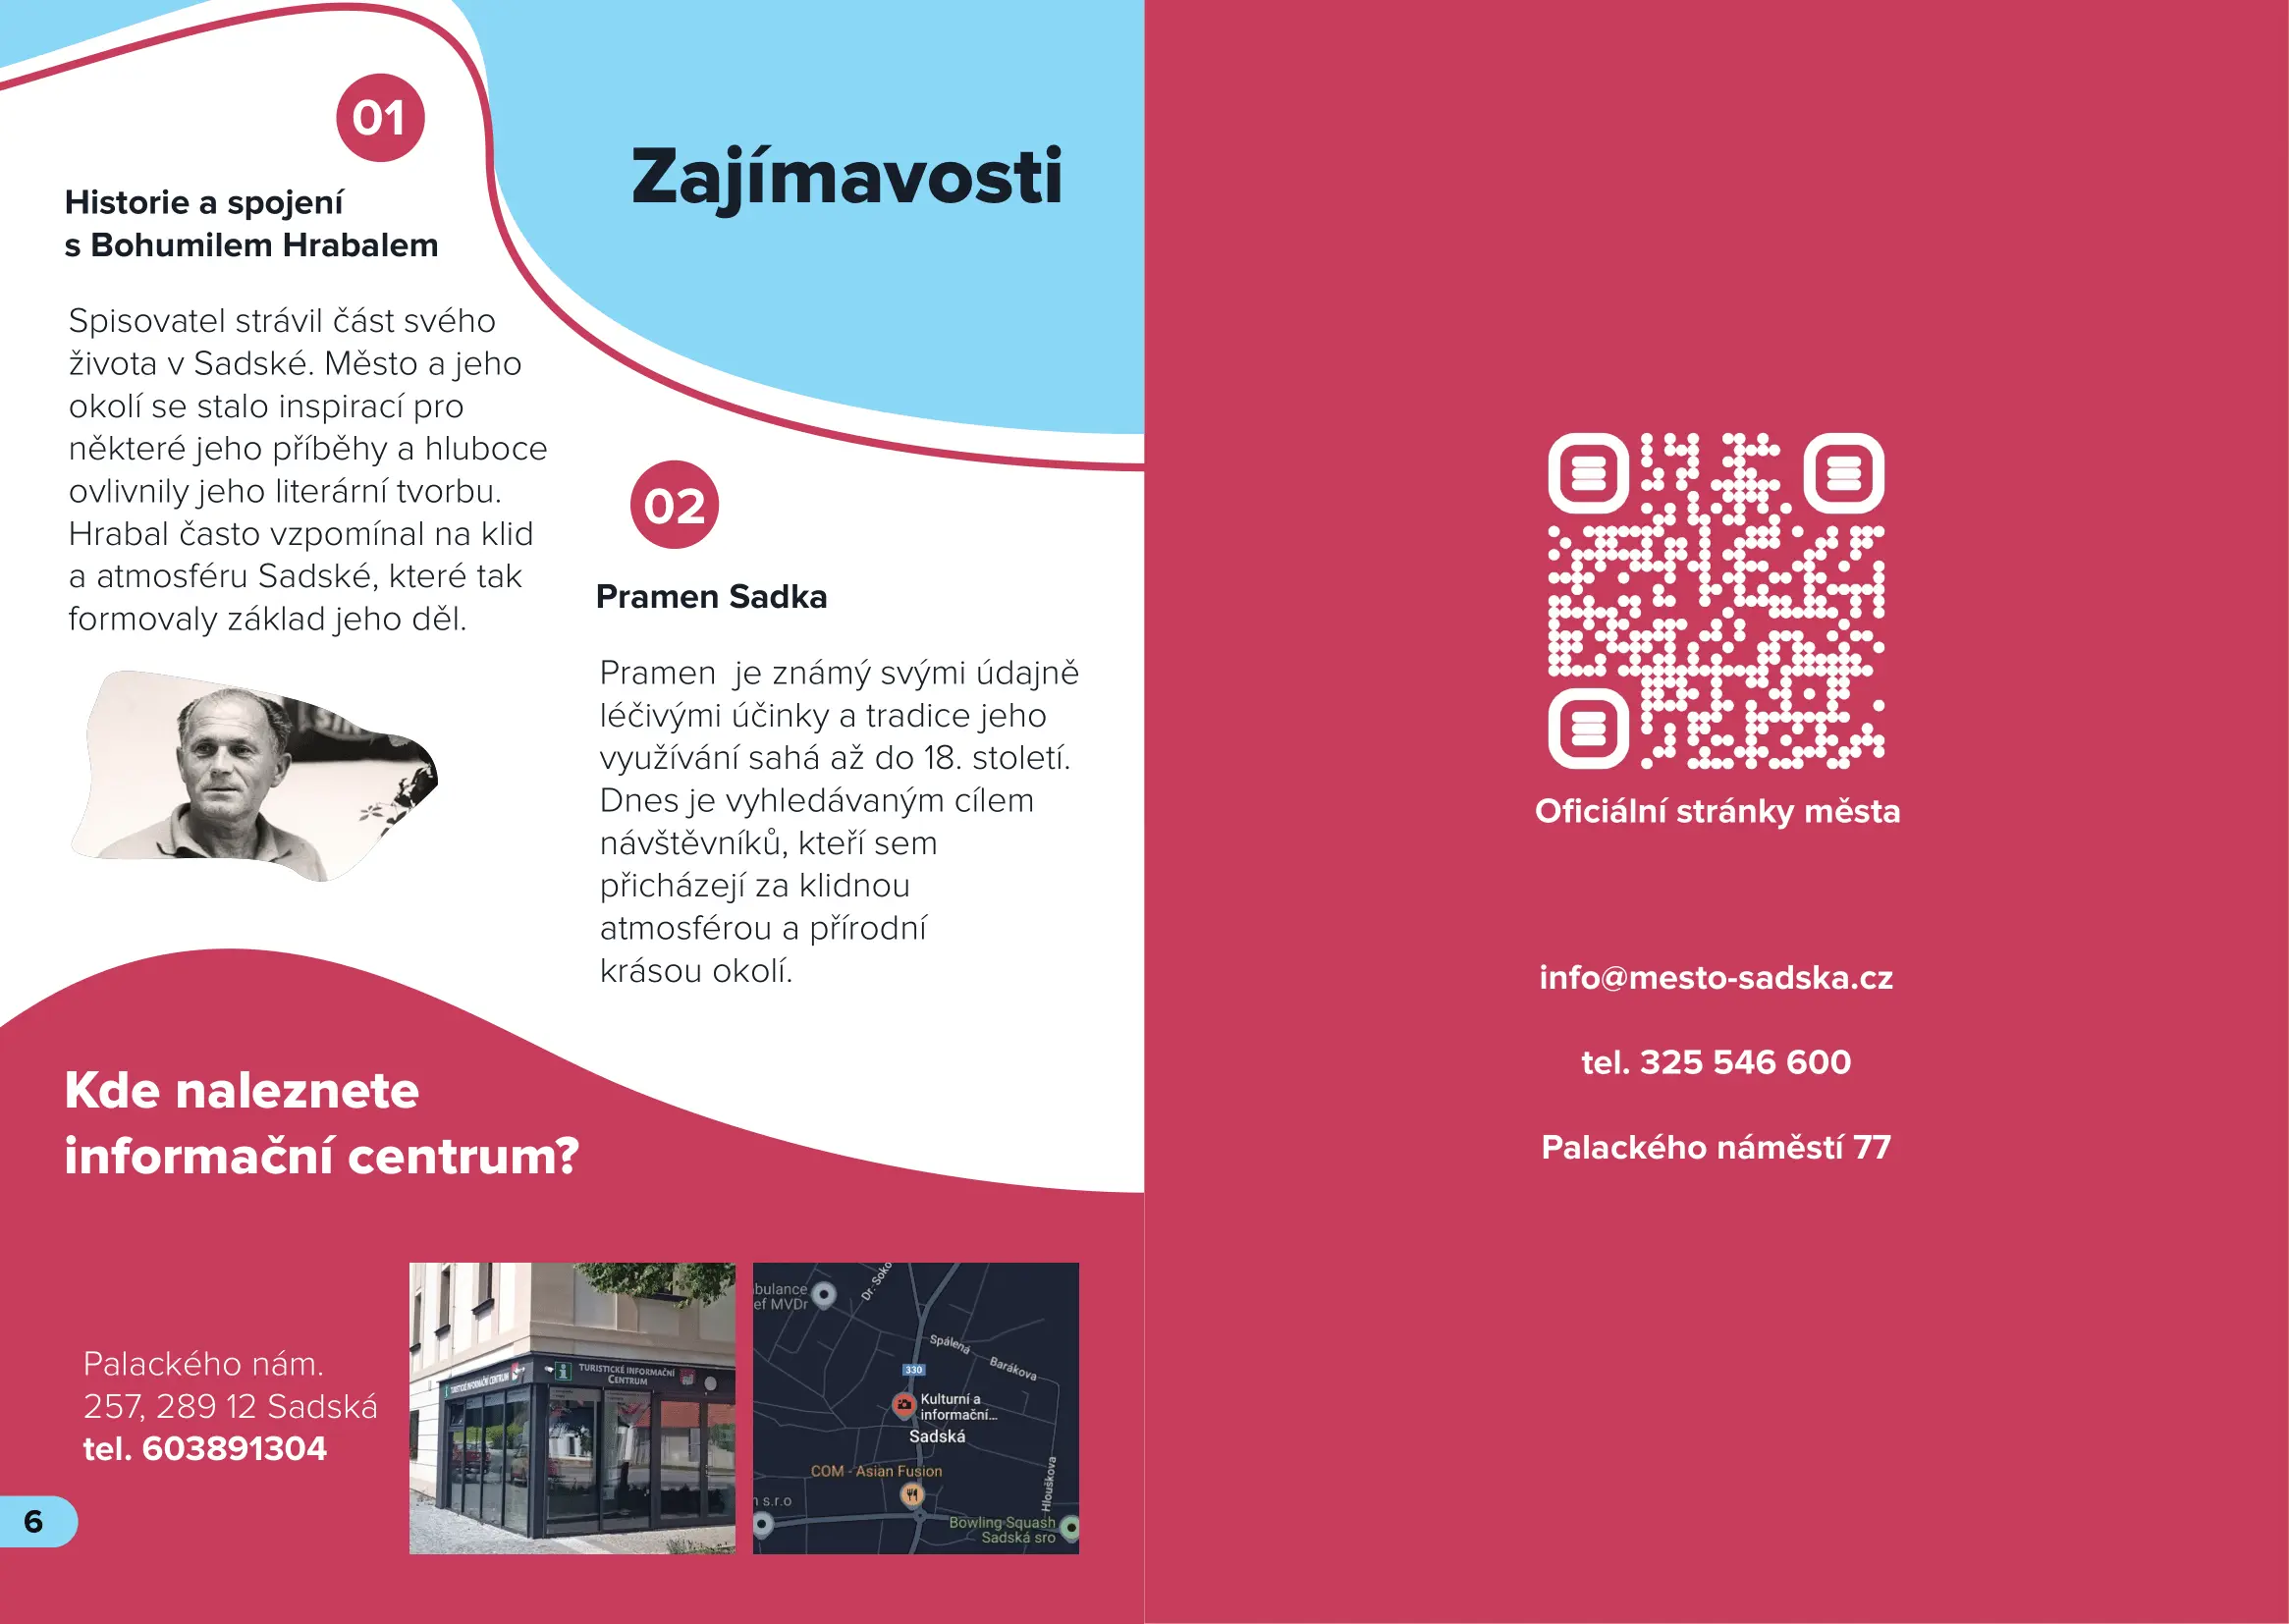 01
Historie a spojení
s Bohumilem Hrabalem
Spisovatel strávil část svého
života v Sadské. Město a jeho
okolí se stalo inspirací pro
některé jeho příběhy a hluboce
ovlivnily jeho literární tvorbu.
Hrabal často vzpomínal na klid
a atmosféru Sadské, které tak
formovaly základ jeho děl.
Zajímavosti
02
Pramen Sadka
Pramen  je známý svými údajně
léčivými účinky a tradice jeho
využívání sahá až do 18. století.
Dnes je vyhledávaným cílem
návštěvníků, kteří sem
přicházejí za klidnou
atmosférou a přírodní
krásou okolí.
Kde naleznete
informační centrum?
Palackého nám.
257, 289 12 Sadská
tel. 603891304
TURISTICKÉ INFORMAČNÍ CENTRUM
TURISTICKÉ INFORMAČNÍ
CENTRUM
bulance
ef MVDr
Dr. Soko
Spálená
Barákova
330
Kulturní a
informační...
Sadská
COM - Asian Fusion
Hlouškova
s.r.o
Bowling Squash
Sadská sro
6
Oficiální stránky města
info@mesto-sadska.cz
tel. 325 546 600
Palackého náměstí 77